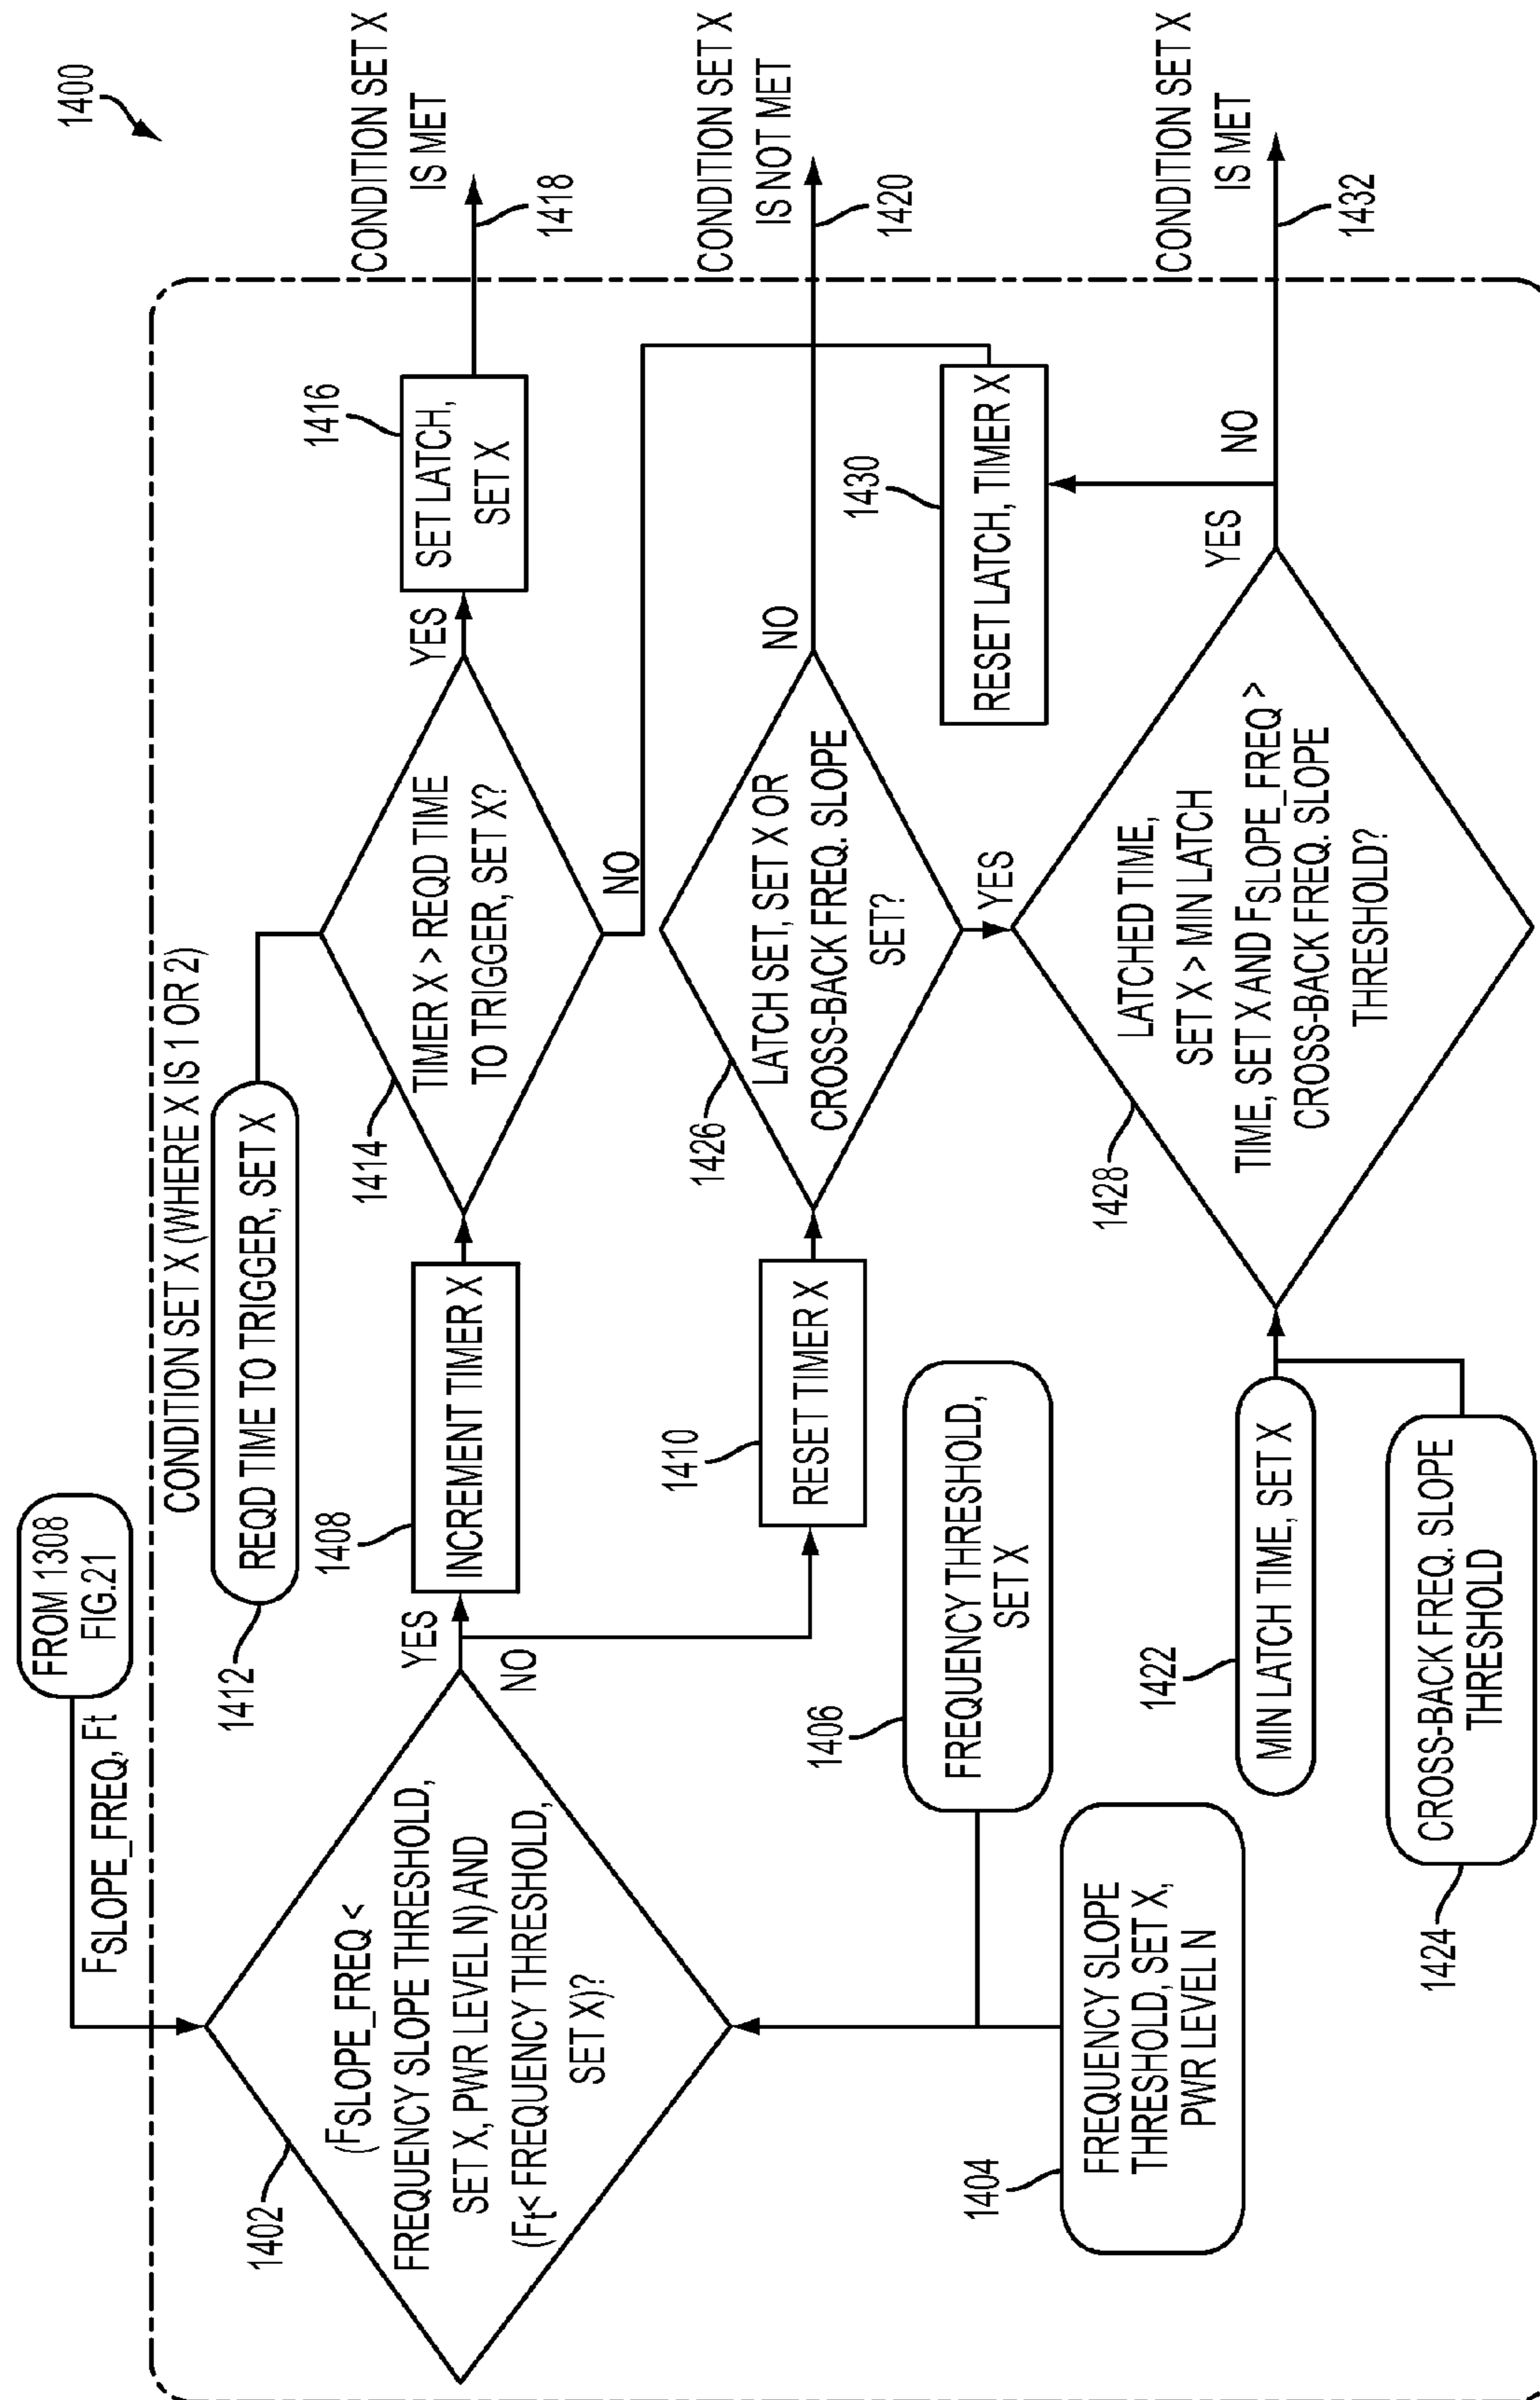 1400
FROM 1308
FIG.21
FSLOPE_FREQ, Ft
CONDITION SET X (WHERE X IS 1 OR 2)
1402
(FSLOPE_FREQ <
FREQUENCY SLOPE THRESHOLD,
SET X, PWR LEVEL N) AND
(Ft< FREQUENCY THRESHOLD,
SET X)?
YES
NO
1404
FREQUENCY SLOPE
THRESHOLD, SET X,
PWR LEVEL N
1406
FREQUENCY THRESHOLD,
SET X
1408
INCREMENT TIMER X
1410
RESET TIMER X
1412
REQD TIME TO TRIGGER, SET X
1414
TIMER X > REQD TIME
TO TRIGGER, SET X?
YES
NO
1416
SET LATCH,
SET X
1418
CONDITION SET X
IS MET
1426
LATCH SET, SET X OR
CROSS-BACK FREQ. SLOPE
SET?
NO
YES
1420
CONDITION SET X
IS NOT MET
1422
MIN LATCH TIME, SET X
1424
CROSS-BACK FREQ. SLOPE
THRESHOLD
1428
LATCHED TIME,
SET X > MIN LATCH
TIME, SET X AND FSLOPE_FREQ >
CROSS-BACK FREQ. SLOPE
THRESHOLD?
YES
NO
1430
RESET LATCH, TIMER X
1432
CONDITION SET X
IS MET